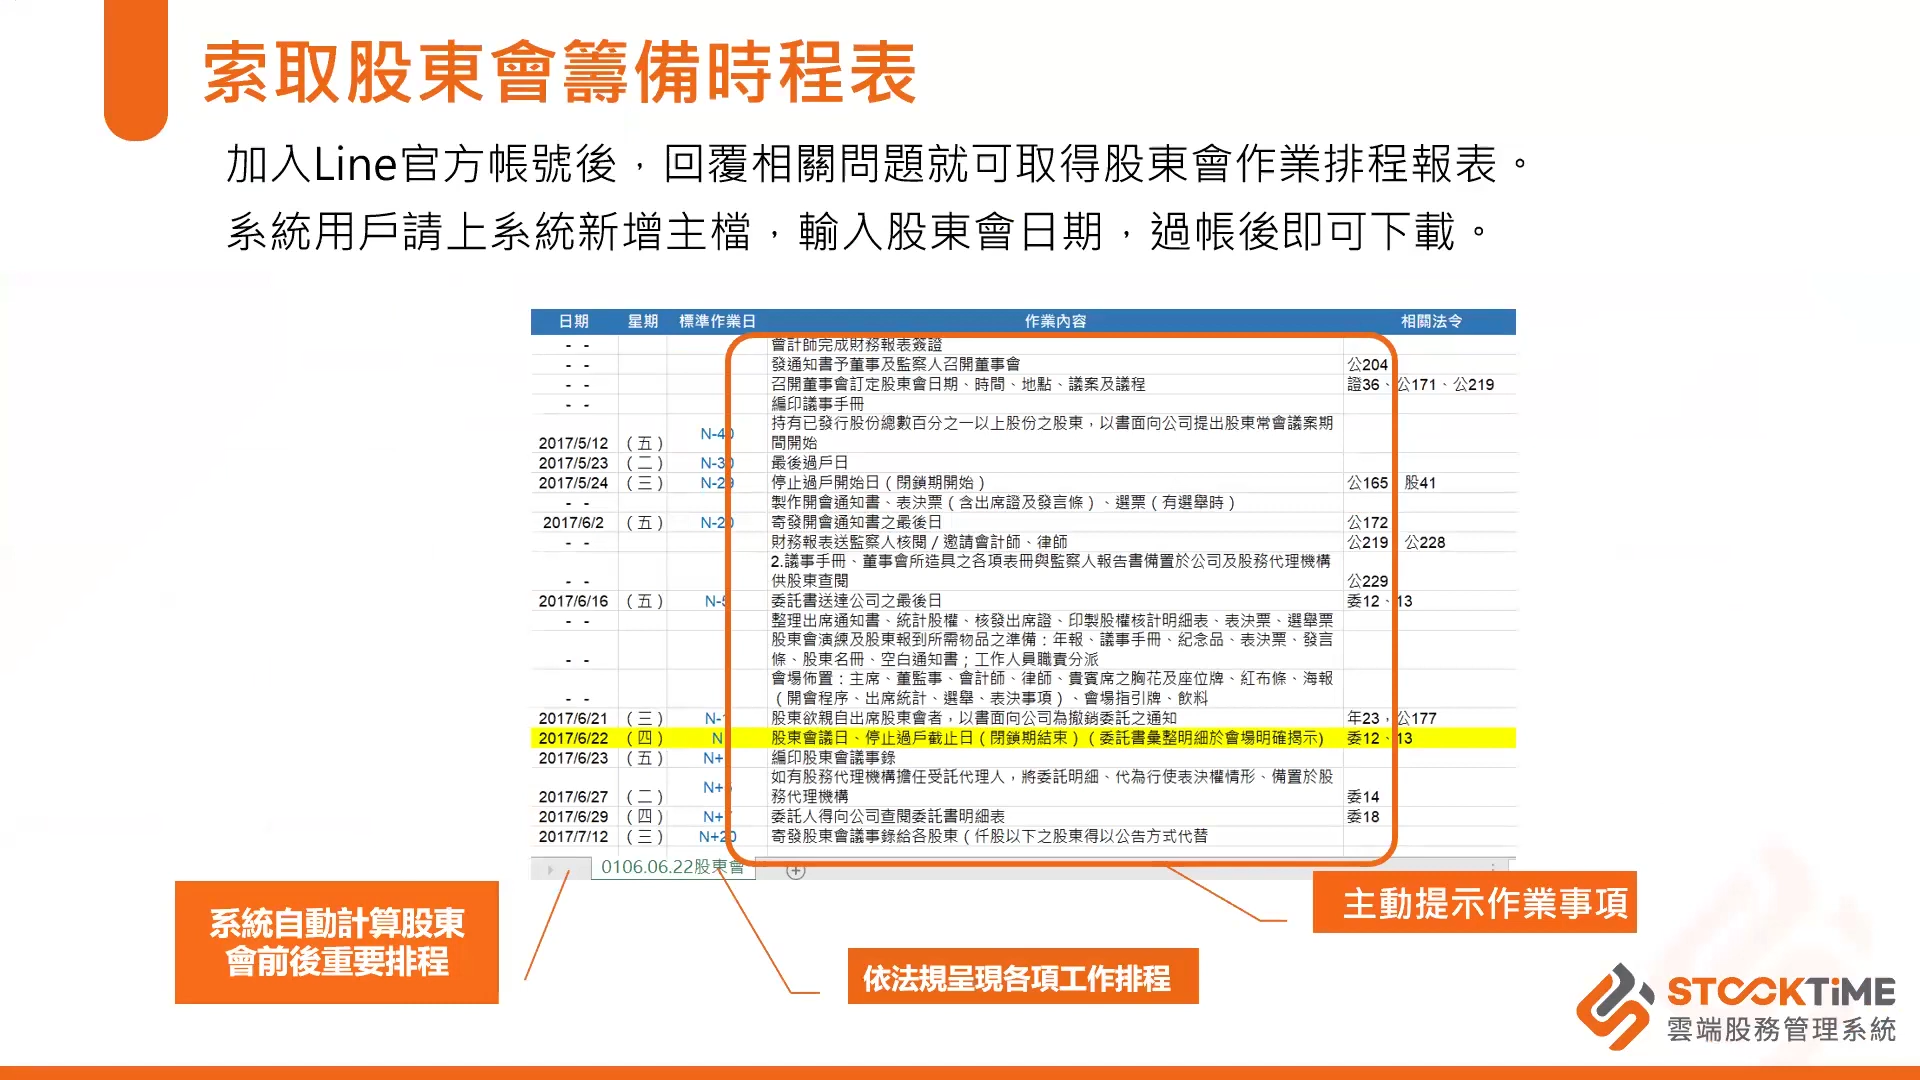 索取股東會籌備時程表
加入Line官方帳號後，回覆相關問題就可取得股東會作業排程報表。
系統用戶請上系統新增主檔，輸入股東會日期，過帳後即可下載。
日期 星期 標準作業日 作業內容 相關法令
- - 會計師完成財務報表簽證
- - 發通知書予董事及監察人召開董事會 公204
- - 召開董事會訂定股東會日期、時間、地點、議案及議程 證36、公171、公219
- - 編印議事手冊
持有已發行股份總數百分之一以上股份之股東，以書面向公司提出股東常會議案期
2017/5/12 （五） N-40 間開始
2017/5/23 （二） N-30 最後過戶日
2017/5/24 （三） N-29 停止過戶開始日（閉鎖期開始） 公165 股41
- - 製作開會通知書、表決票（含出席證及發言條）、選票（有選舉時）
2017/6/2 （五） N-20 寄發開會通知書之最後日 公172
- - 財務報表送監察人核閱／邀請會計師、律師 公219 公228
2.議事手冊、董事會所造具之各項表冊與監察人報告書備置於公司及股務代理機構
- - 供股東查閱 公229
2017/6/16 （五） N-5 委託書送達公司之最後日 委12、13
- - 整理出席通知書、統計股權、核發出席證、印製股權核計明細表、表決票、選舉票
股東會演練及股東報到所需物品之準備：年報、議事手冊、紀念品、表決票、發言
- - 條、股東名冊、空白通知書；工作人員職責分派
會場佈置：主席、董監事、會計師、律師、貴賓席之胸花及座位牌、紅布條、海報
- - （開會程序、出席統計、選舉、表決事項）、會場指引牌、飲料
2017/6/21 （三） N-1 股東欲親自出席股東會者，以書面向公司為撤銷委託之通知 年23，公177
2017/6/22 （四） N 股東會議日、停止過戶截止日（閉鎖期結束）（委託書彙整明細於會場明確揭示) 委12、13
2017/6/23 （五） N+ 編印股東會議事錄
如有股務代理機構擔任受託代理人，將委託明細、代為行使表決權情形、備置於股
2017/6/27 （二） N+ 務代理機構 委14
2017/6/29 （四） N+ 委託人得向公司查閱委託書明細表 委18
2017/7/12 （三） N+20 寄發股東會議事錄給各股東（仟股以下之股東得以公告方式代替
0106.06.22股東會
主動提示作業事項
系統自動計算股東
會前後重要排程
依法規呈現各項工作排程
STOCKTiME
雲端股務管理系統